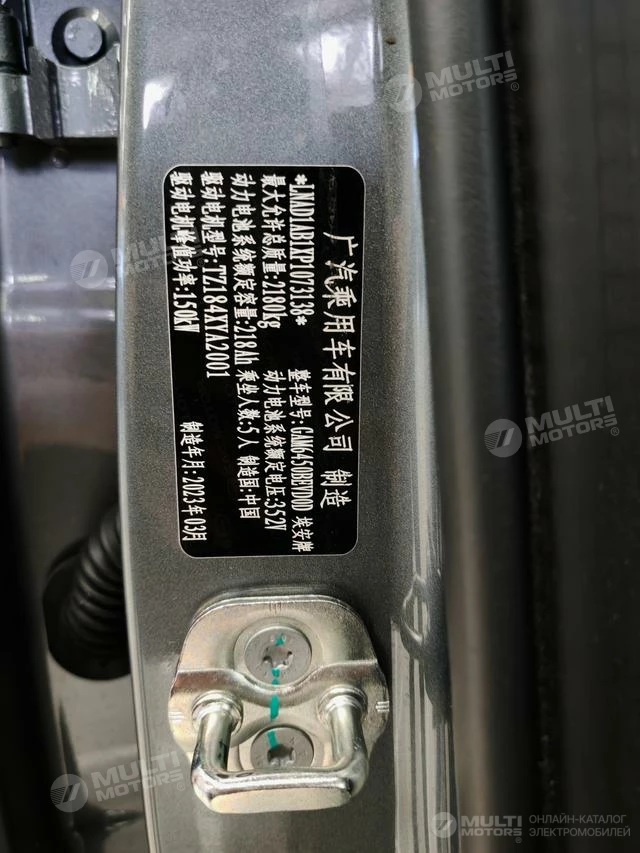 广汽乘用车有限公司 制造
*LNAD1AB17P1073138* 整车型号:GAM6450BEVD0D 埃安牌
最大允许总质量:2180kg 动力电池系统额定电压:352V
动力电池系统额定容量:218Ah 乘坐人数:5人 制造国:中国
驱动电机型号:TZ184XYA2001
驱动电机峰值功率:150kW 制造年月:2023年03月
MULTI
MOTORS
MULTI
MOTORS
MULTI
MOTORS
MULTI
MOTORS
MULTI
MOTORS
ОНЛАЙН-КАТАЛОГ
ЭЛЕКТРОМОБИЛЕЙ